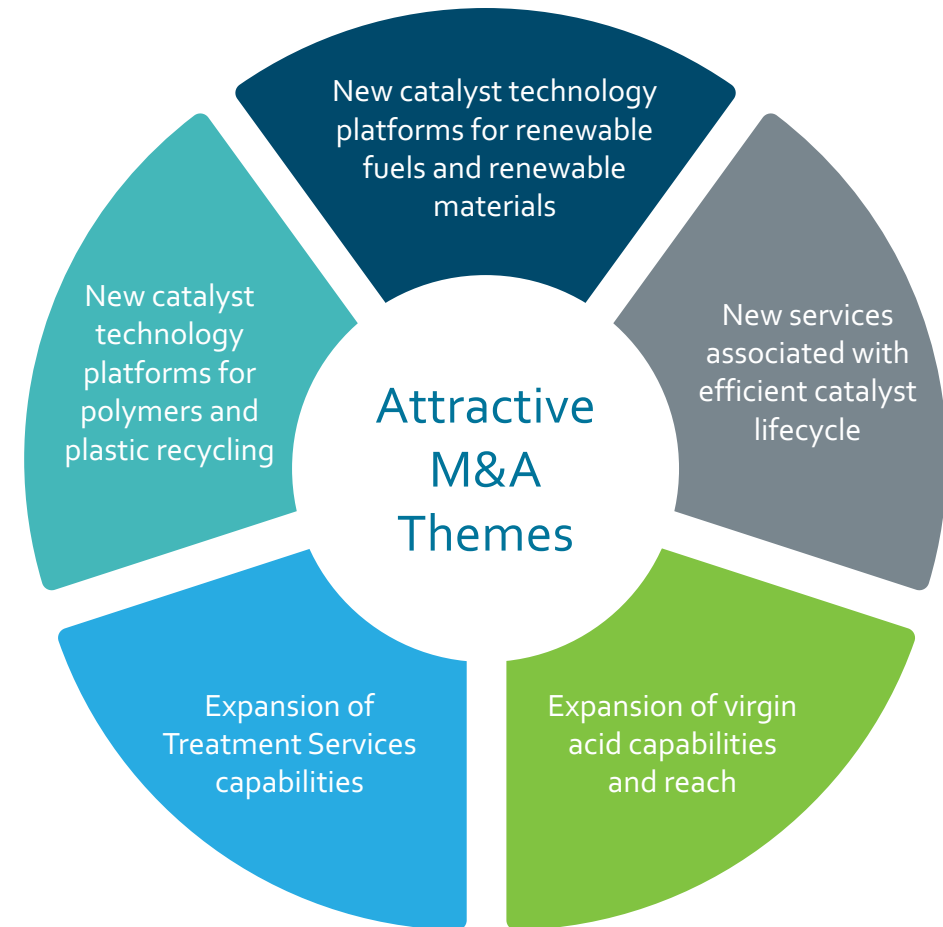 New catalyst technology
platforms for renewable
fuels and renewable
materials
New services
associated with
efficient catalyst
lifecycle
Expansion of virgin
acid capabilities
and reach
Expansion of
Treatment Services
capabilities
New catalyst
technology
platforms for
polymers and
plastic recycling
Attractive
M&A
Themes